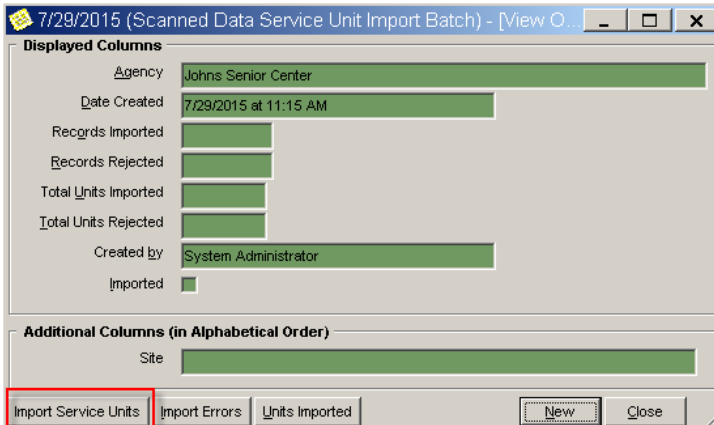 7/29/2015 (Scanned Data Service Unit Import Batch) - [View O...
Displayed Columns
Agency Johns Senior Center
Date Created 7/29/2015 at 11:15 AM
Records Imported
Records Rejected
Total Units Imported
Total Units Rejected
Created by System Administrator
Imported
Additional Columns (in Alphabetical Order)
Site
Import Service Units Import Errors Units Imported New Close